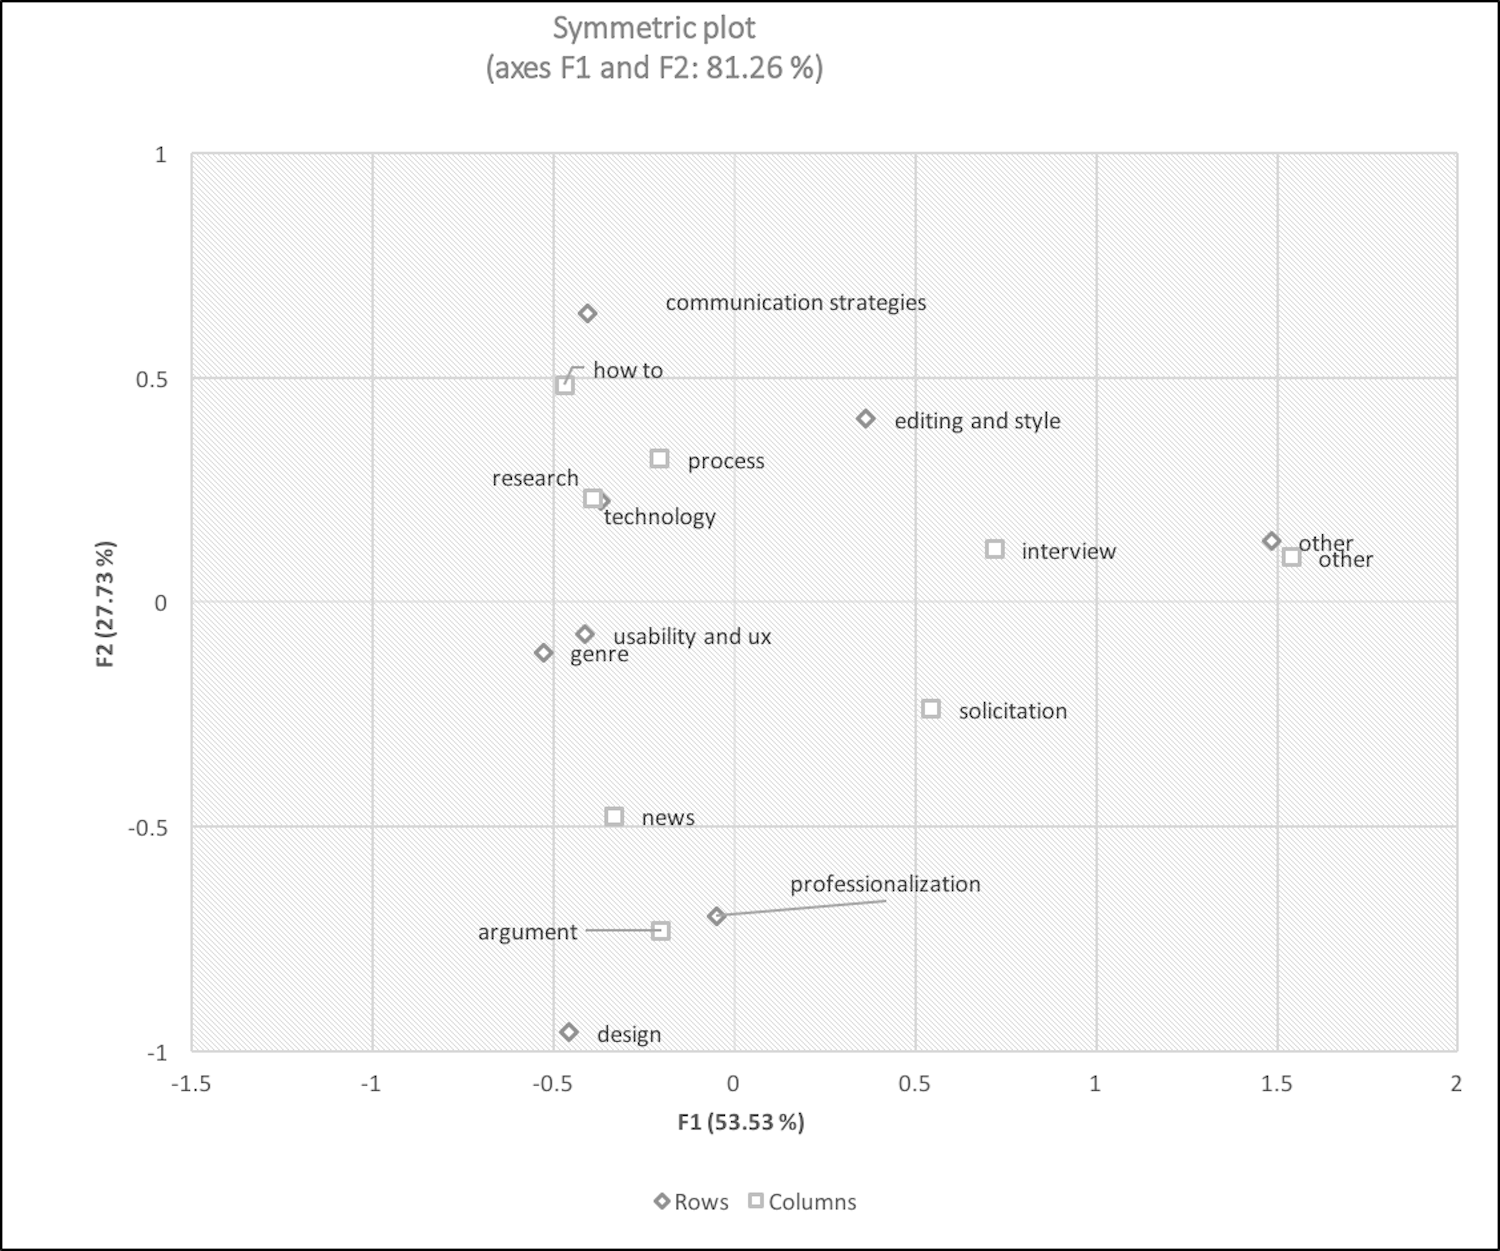 Symmetric plot
(axes F1 and F2: 81.26 %)
1
communication strategies
how to
0.5
editing and style
process
research
technology
interview
other
other
F2 (27.73 %)
0
usability and ux
genre
solicitation
news
-0.5
professionalization
argument
design
-1
-1.5 -1 -0.5 0 0.5 1 1.5 2
F1 (53.53 %)
Rows Columns